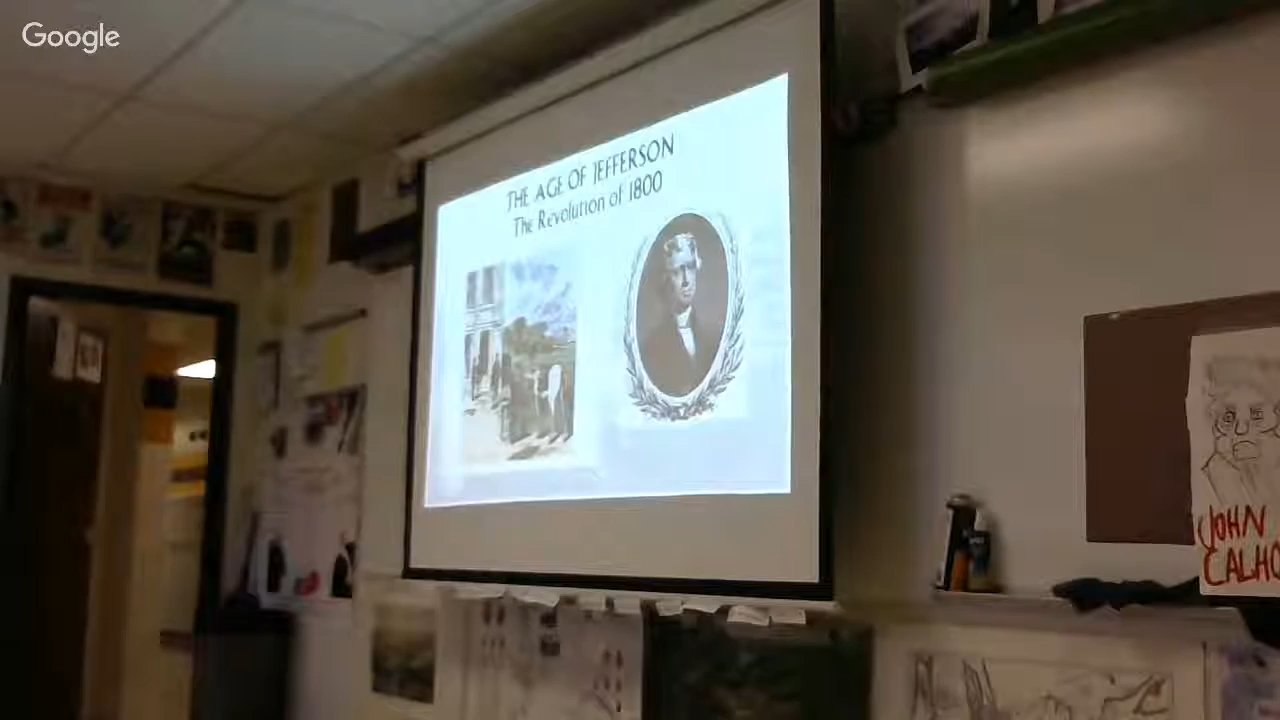 Google
THE AGE OF JEFFERSON
The Revolution of 1800
JOHN
CALHO